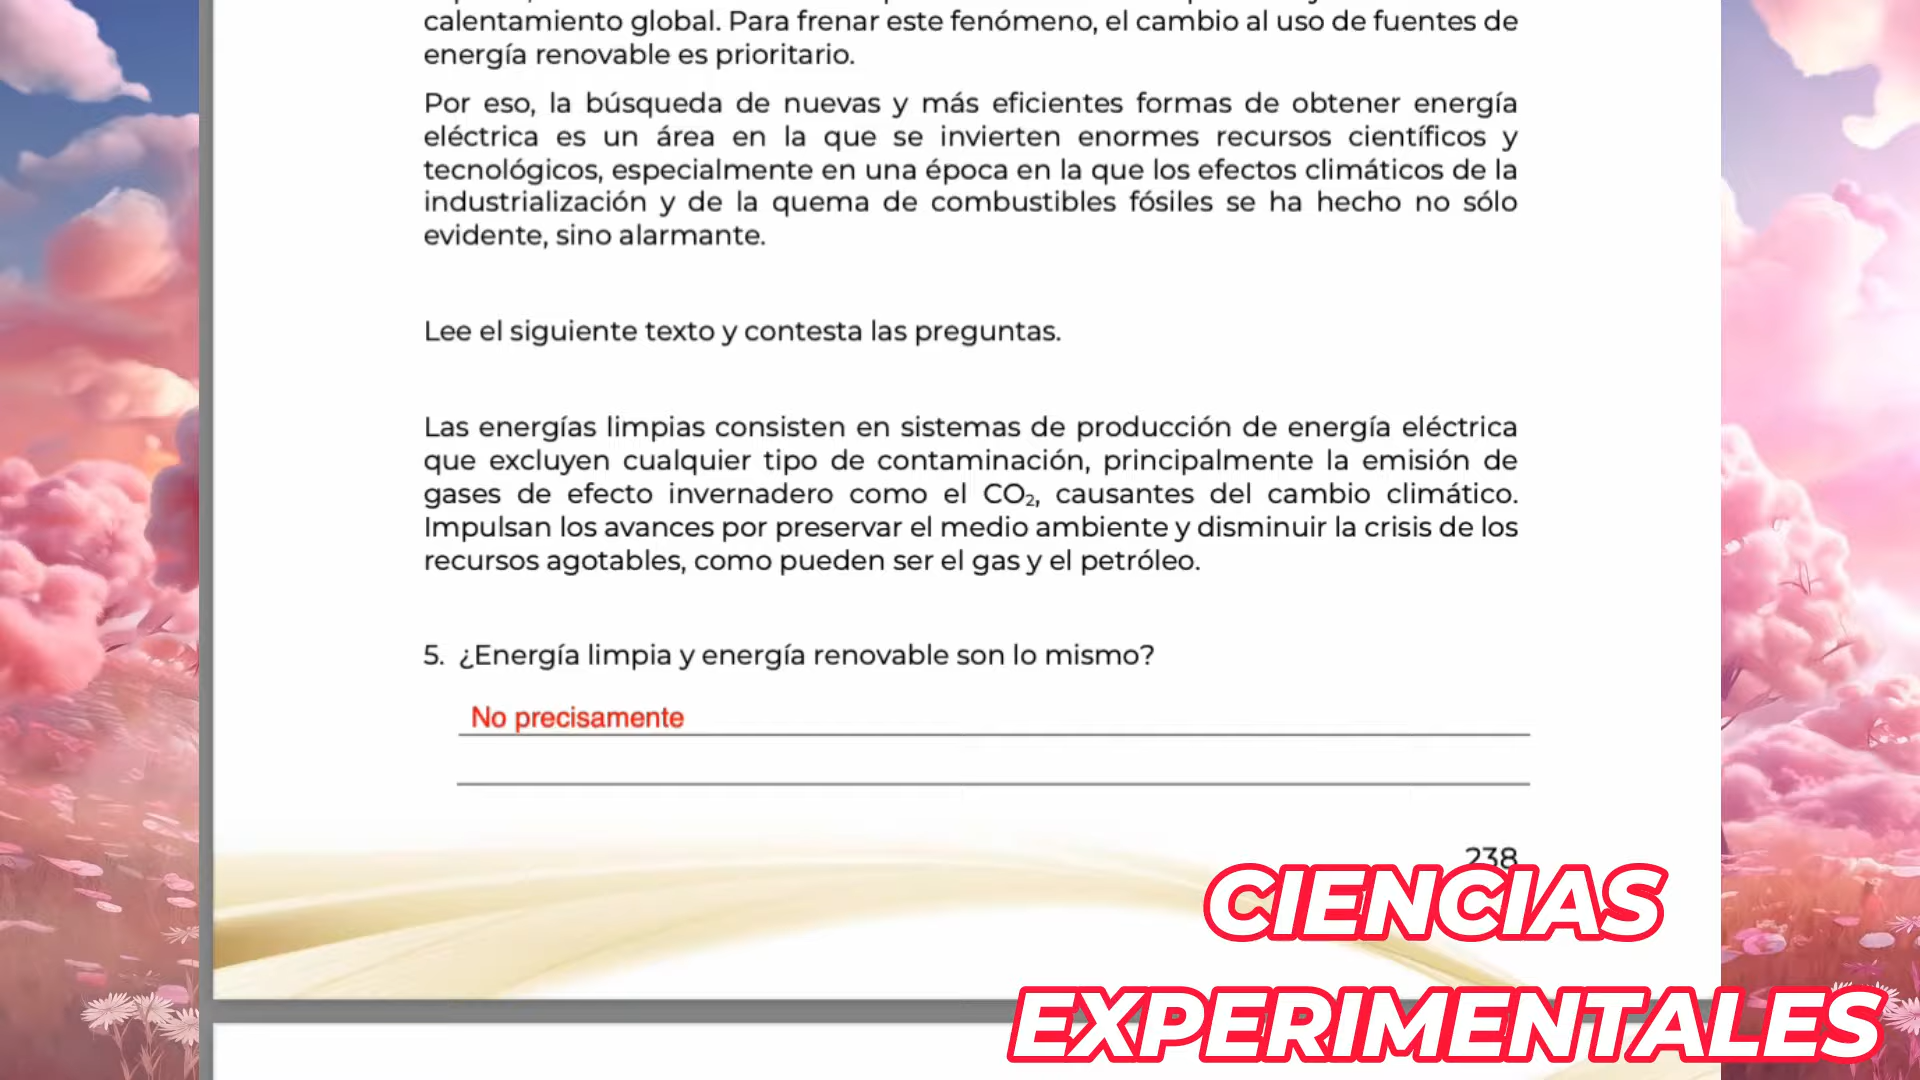 calentamiento global. Para frenar este fenómeno, el cambio al uso de fuentes de
energía renovable es prioritario.
Por eso, la búsqueda de nuevas y más eficientes formas de obtener energía
eléctrica es un área en la que se invierten enormes recursos científicos y
tecnológicos, especialmente en una época en la que los efectos climáticos de la
industrialización y de la quema de combustibles fósiles se ha hecho no sólo
evidente, sino alarmante.
Lee el siguiente texto y contesta las preguntas.
Las energías limpias consisten en sistemas de producción de energía eléctrica
que excluyen cualquier tipo de contaminación, principalmente la emisión de
gases de efecto invernadero como el CO₂, causantes del cambio climático.
Impulsan los avances por preservar el medio ambiente y disminuir la crisis de los
recursos agotables, como pueden ser el gas y el petróleo.
5. ¿Energía limpia y energía renovable son lo mismo?
No precisamente
238
CIENCIAS
EXPERIMENTALES